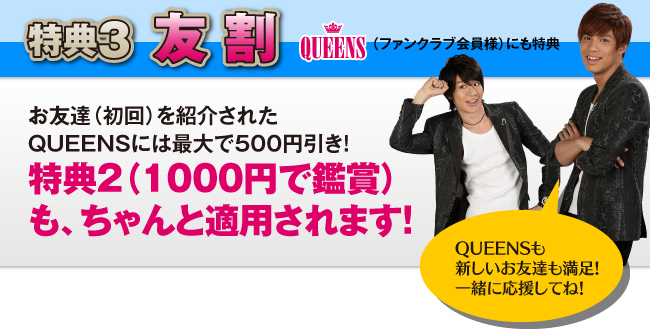 特典3 友割 QUEENS（ファンクラブ会員様）にも特典
お友達（初回）を紹介された
QUEENSには最大で500円引き!
特典2（1000円で鑑賞）
も、ちゃんと適用されます!
QUEENSも
新しいお友達も満足!
一緒に応援してね!